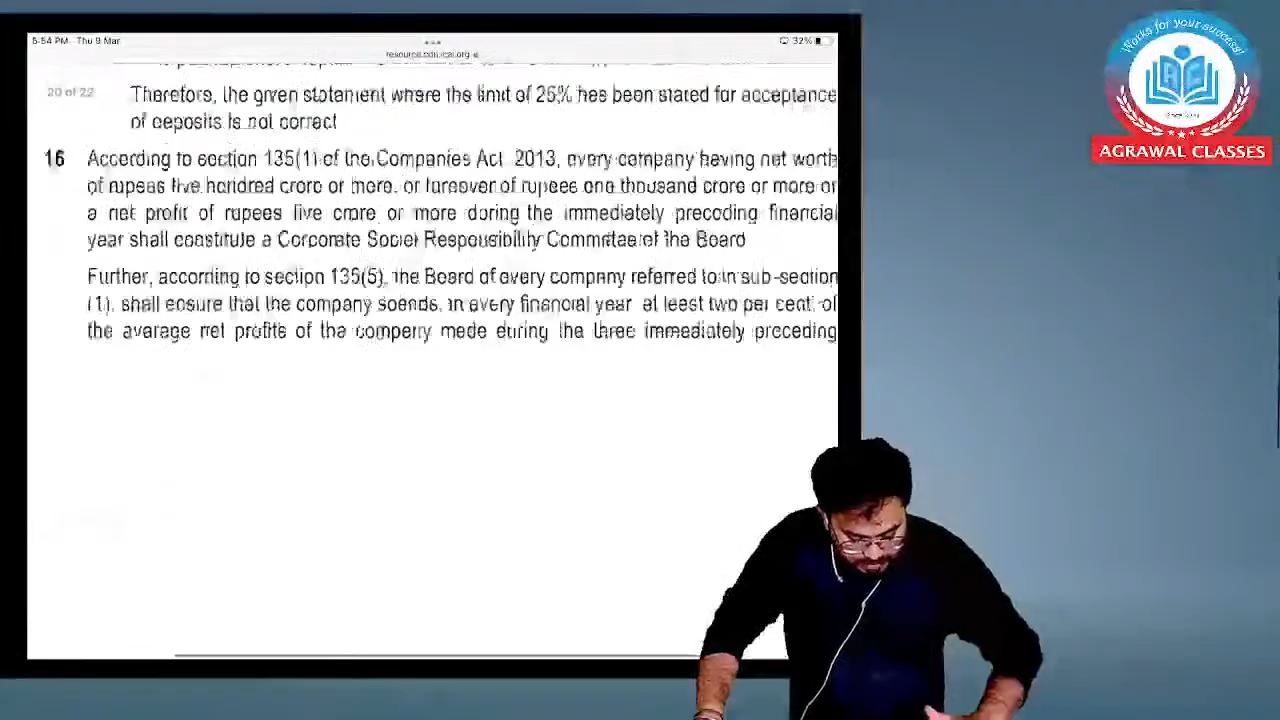 5:54 PM Thu 9 Mar
32%
20 of 22
Therefore, the given statement where the limit of 25% has been stated for acceptance
of deposits is not correct
16 According to section 135(1) of the Companies Act 2013, every company having net worth
of rupees five hundred crore or more, or turnover of rupees one thousand crore or more or
a net profit of rupees five crore or more during the immediately preceding financial
year shall constitute a Corporate Social Responsibility Committee of the Board
Further, according to section 135(5), the Board of every company referred to in sub-section
(1), shall ensure that the company spends, in every financial year at least two per cent. of
the average net profits of the company made during the three immediately preceding
Works for your success!
AGRAWAL CLASSES